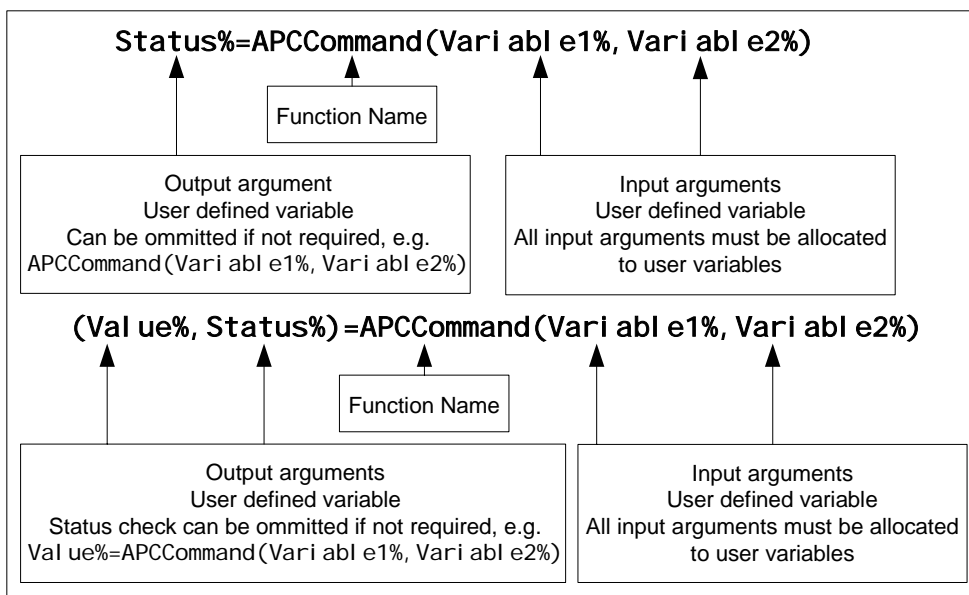 Status%=APCCommand(Variable1%, Variable2%)
Function Name
Output argument
User defined variable
Can be ommitted if not required, e.g.
APCCommand(Variable1%, Variable2%)
Input arguments
User defined variable
All input arguments must be allocated
to user variables
(Value%, Status%)=APCCommand(Variable1%, Variable2%)
Function Name
Output arguments
User defined variable
Status check can be ommitted if not required, e.g.
Value%=APCCommand(Variable1%, Variable2%)
Input arguments
User defined variable
All input arguments must be allocated
to user variables